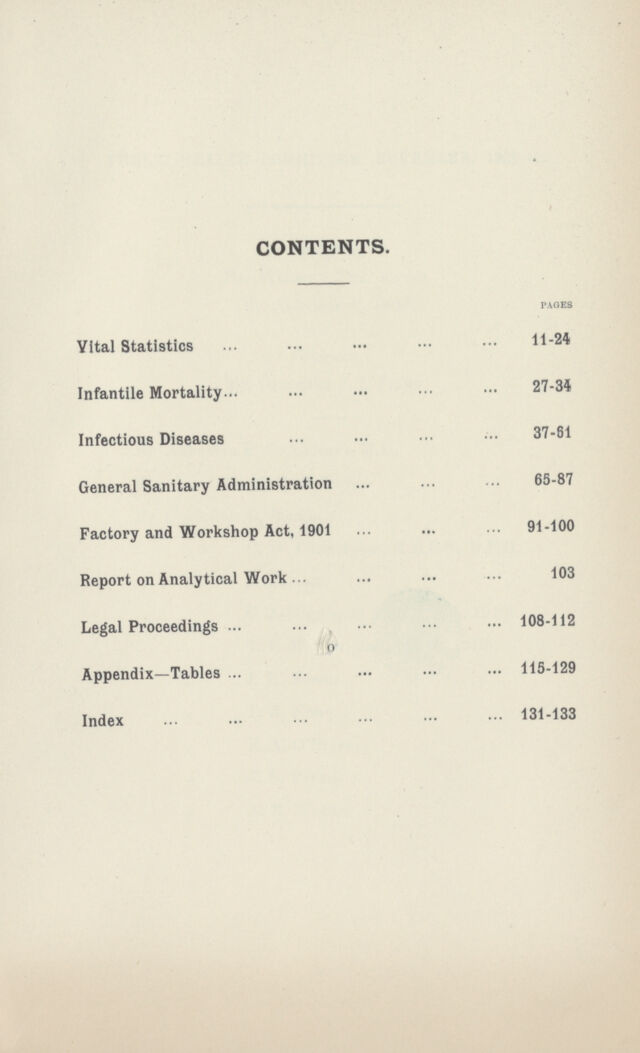 CONTENTS.
PAGES
Vital Statistics ... ... ... ... ... 11-24
Infantile Mortality... ... ... ... ... 27-34
Infectious Diseases ... ... ... ... 37-61
General Sanitary Administration ... ... ... 65-87
Factory and Workshop Act, 1901 ... ... ... 91-100
Report on Analytical Work ... ... ... ... 103
Legal Proceedings ... ... ... ... ... 108-112
Appendix—Tables ... ... ... ... ... 115-129
Index ... ... ... ... ... ... 131-133